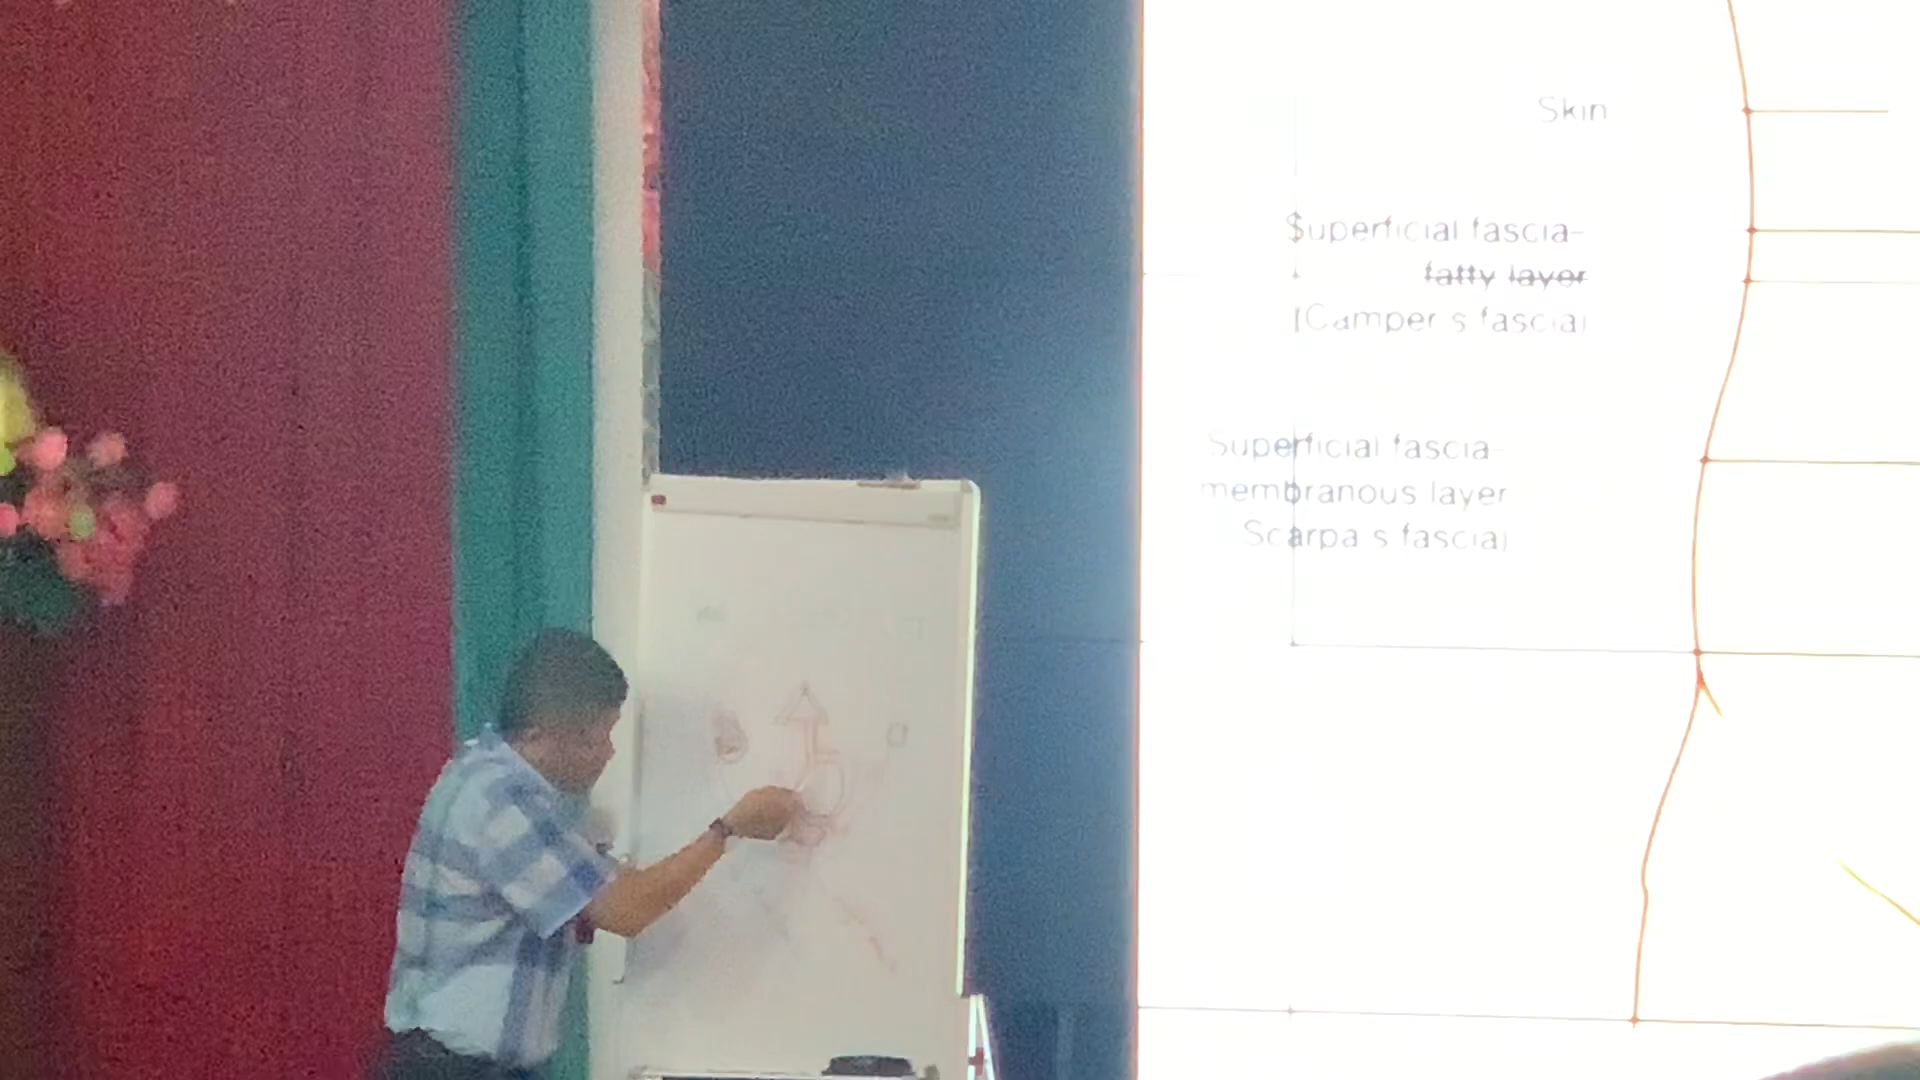 Skin
Superficial fascia-
fatty layer
(Camper s fascia)
Superficial fascia-
membranous layer
Scarpa s fascia)